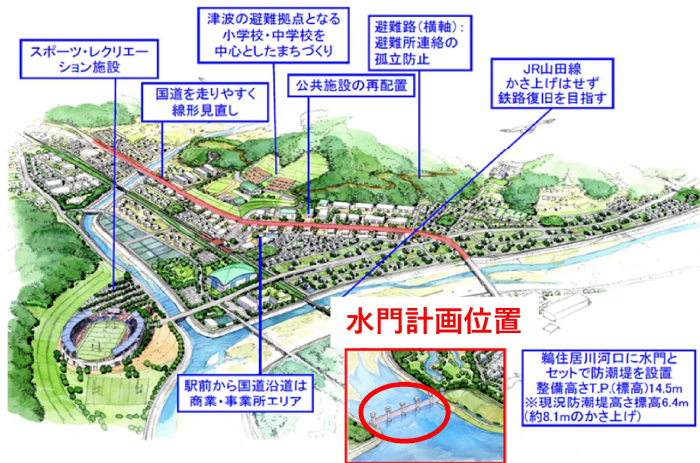 津波の避難拠点となる
小学校・中学校を
中心としたまちづくり
避難路(横軸):
避難所連絡の
孤立防止
スポーツ・レクリエー
ション施設
国道を走りやすく
線形見直し
公共施設の再配置
JR山田線
かさ上げはせず
鉄路復旧を目指す
水門計画位置
駅前から国道沿道は
商業・事業所エリア
鵜住居川河口に水門と
セットで防潮堤を設置
整備高さT.P.(標高)14.5m
※現況防潮堤高さ標高6.4m
(約8.1mのかさ上げ)